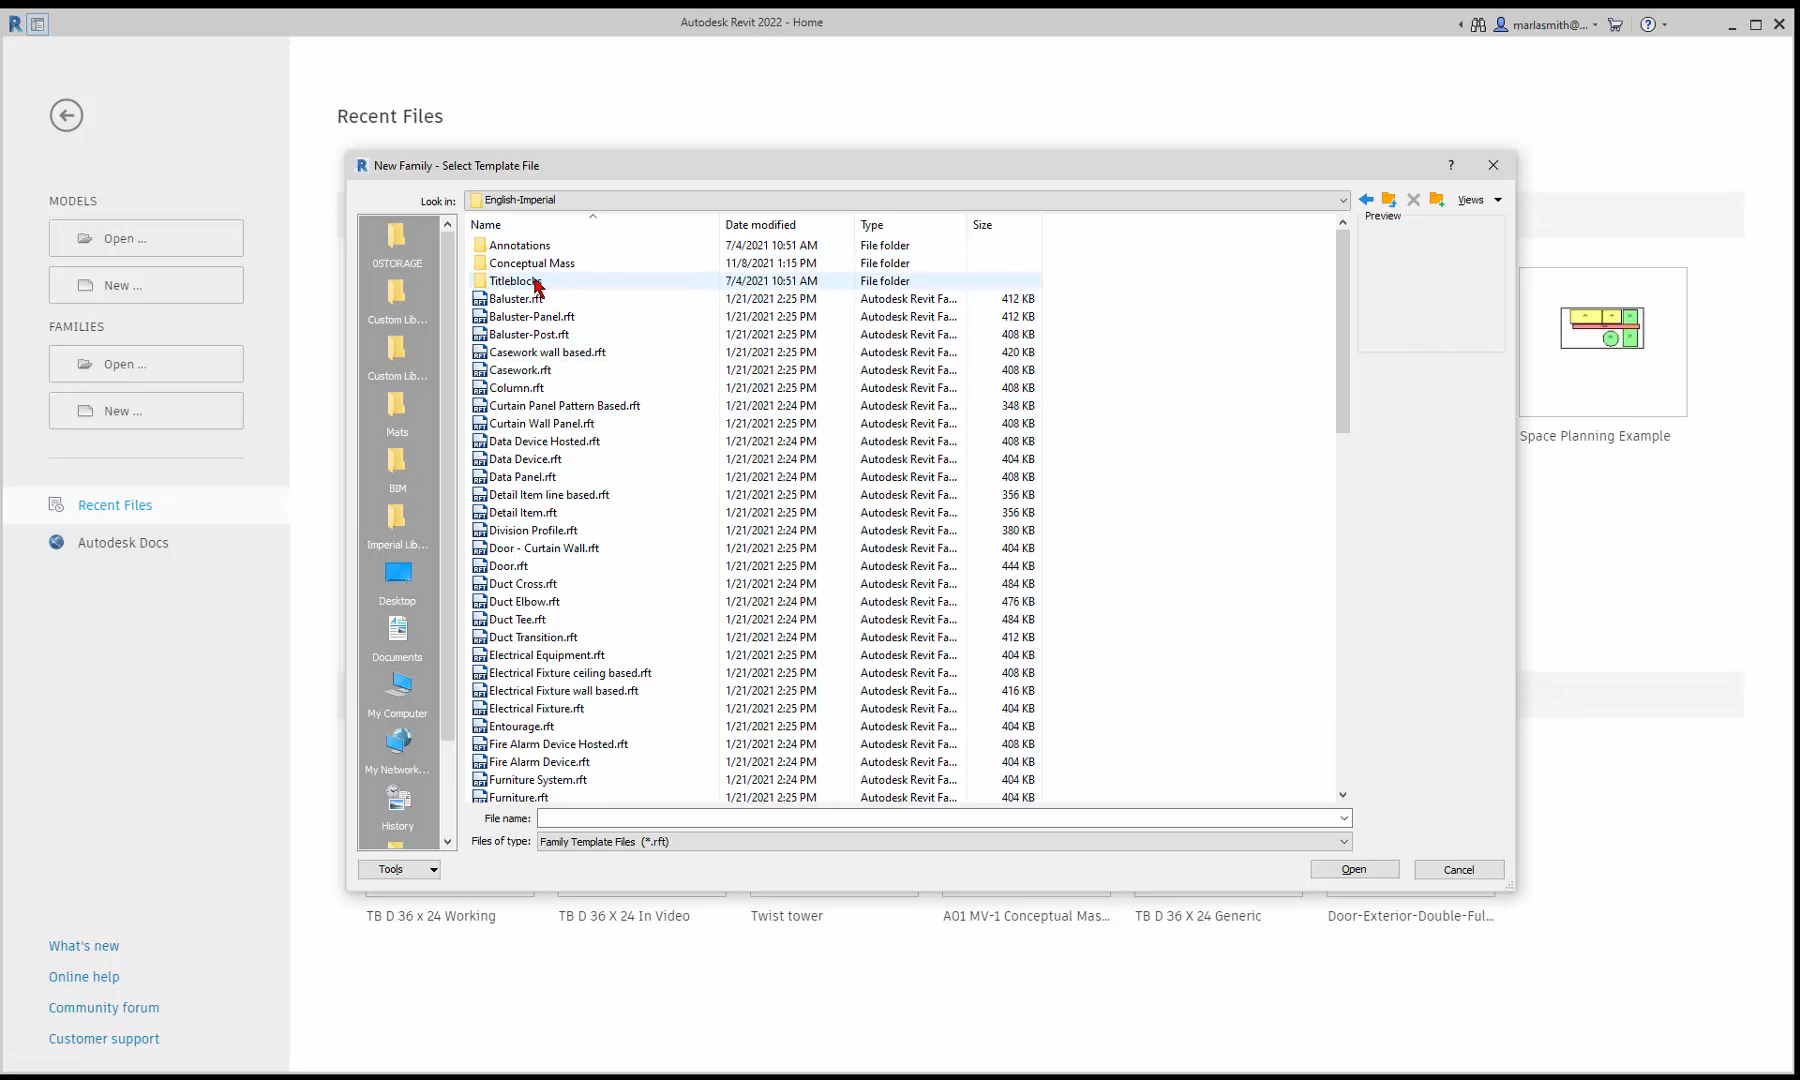 Autodesk Revit 2022 - Home
marlasmith@...
Recent Files
MODELS
Open ...
New ...
FAMILIES
Open ...
New ...
Recent Files
Autodesk Docs
What's new
Online help
Community forum
Customer support
New Family - Select Template File
Look in:
English-Imperial
Views
Preview
0STORAGE
Custom Lib...
Custom Lib...
Mats
BIM
Imperial Lib...
Desktop
Documents
My Computer
My Network...
History
Name Date modified Type Size
Annotations 7/4/2021 10:51 AM File folder
Conceptual Mass 11/8/2021 1:15 PM File folder
Titleblocks 7/4/2021 10:51 AM File folder
Baluster.rft 1/21/2021 2:25 PM Autodesk Revit Fa... 412 KB
Baluster-Panel.rft 1/21/2021 2:25 PM Autodesk Revit Fa... 412 KB
Baluster-Post.rft 1/21/2021 2:25 PM Autodesk Revit Fa... 408 KB
Casework wall based.rft 1/21/2021 2:25 PM Autodesk Revit Fa... 420 KB
Casework.rft 1/21/2021 2:25 PM Autodesk Revit Fa... 408 KB
Column.rft 1/21/2021 2:25 PM Autodesk Revit Fa... 408 KB
Curtain Panel Pattern Based.rft 1/21/2021 2:24 PM Autodesk Revit Fa... 348 KB
Curtain Wall Panel.rft 1/21/2021 2:25 PM Autodesk Revit Fa... 408 KB
Data Device Hosted.rft 1/21/2021 2:24 PM Autodesk Revit Fa... 408 KB
Data Device.rft 1/21/2021 2:24 PM Autodesk Revit Fa... 404 KB
Data Panel.rft 1/21/2021 2:24 PM Autodesk Revit Fa... 408 KB
Detail Item line based.rft 1/21/2021 2:25 PM Autodesk Revit Fa... 356 KB
Detail Item.rft 1/21/2021 2:25 PM Autodesk Revit Fa... 356 KB
Division Profile.rft 1/21/2021 2:24 PM Autodesk Revit Fa... 380 KB
Door - Curtain Wall.rft 1/21/2021 2:25 PM Autodesk Revit Fa... 404 KB
Door.rft 1/21/2021 2:25 PM Autodesk Revit Fa... 444 KB
Duct Cross.rft 1/21/2021 2:24 PM Autodesk Revit Fa... 484 KB
Duct Elbow.rft 1/21/2021 2:24 PM Autodesk Revit Fa... 476 KB
Duct Tee.rft 1/21/2021 2:24 PM Autodesk Revit Fa... 484 KB
Duct Transition.rft 1/21/2021 2:24 PM Autodesk Revit Fa... 412 KB
Electrical Equipment.rft 1/21/2021 2:25 PM Autodesk Revit Fa... 404 KB
Electrical Fixture ceiling based.rft 1/21/2021 2:25 PM Autodesk Revit Fa... 408 KB
Electrical Fixture wall based.rft 1/21/2021 2:25 PM Autodesk Revit Fa... 416 KB
Electrical Fixture.rft 1/21/2021 2:25 PM Autodesk Revit Fa... 404 KB
Entourage.rft 1/21/2021 2:25 PM Autodesk Revit Fa... 404 KB
Fire Alarm Device Hosted.rft 1/21/2021 2:24 PM Autodesk Revit Fa... 408 KB
Fire Alarm Device.rft 1/21/2021 2:24 PM Autodesk Revit Fa... 404 KB
Furniture System.rft 1/21/2021 2:24 PM Autodesk Revit Fa... 404 KB
Furniture.rft 1/21/2021 2:25 PM Autodesk Revit Fa... 404 KB
File name:
Files of type: Family Template Files (*.rft)
Tools
Open
Cancel
Space Planning Example
TB D 36 x 24 Working
TB D 36 X 24 In Video
Twist tower
A01 MV-1 Conceptual Mas...
TB D 36 X 24 Generic
Door-Exterior-Double-Ful...